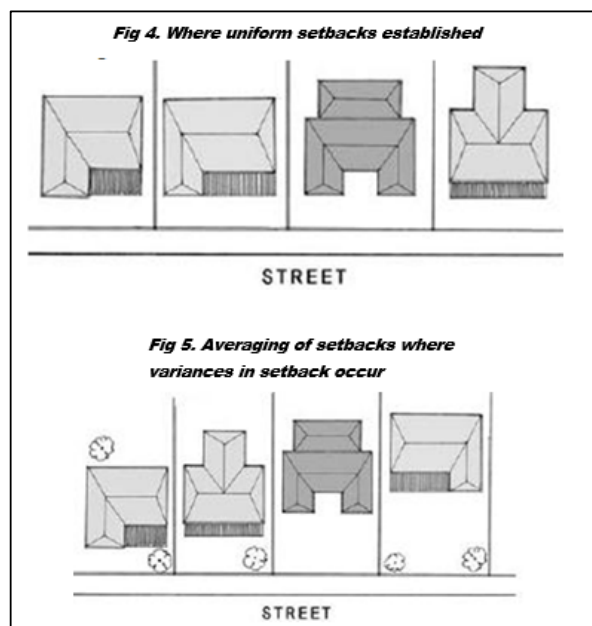 Fig 4. Where uniform setbacks established
STREET
Fig 5. Averaging of setbacks where
variances in setback occur
STREET